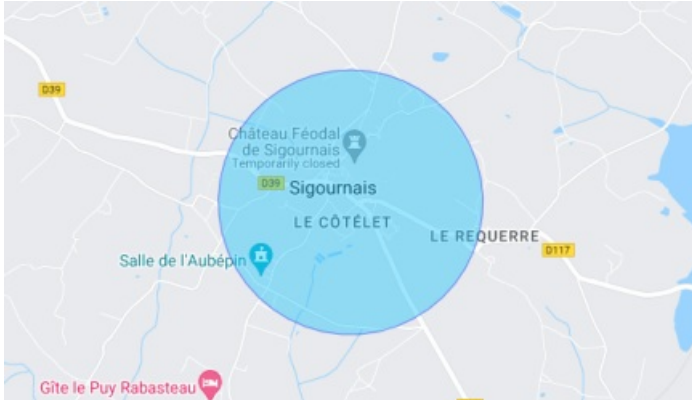 D39
Château Féodal
de Sigournais
Temporarily closed
D39
Sigournais
LE CÔTÉLET
LE REQUERRE
D117
Salle de l'Aubépin
Gîte le Puy Rabasteau